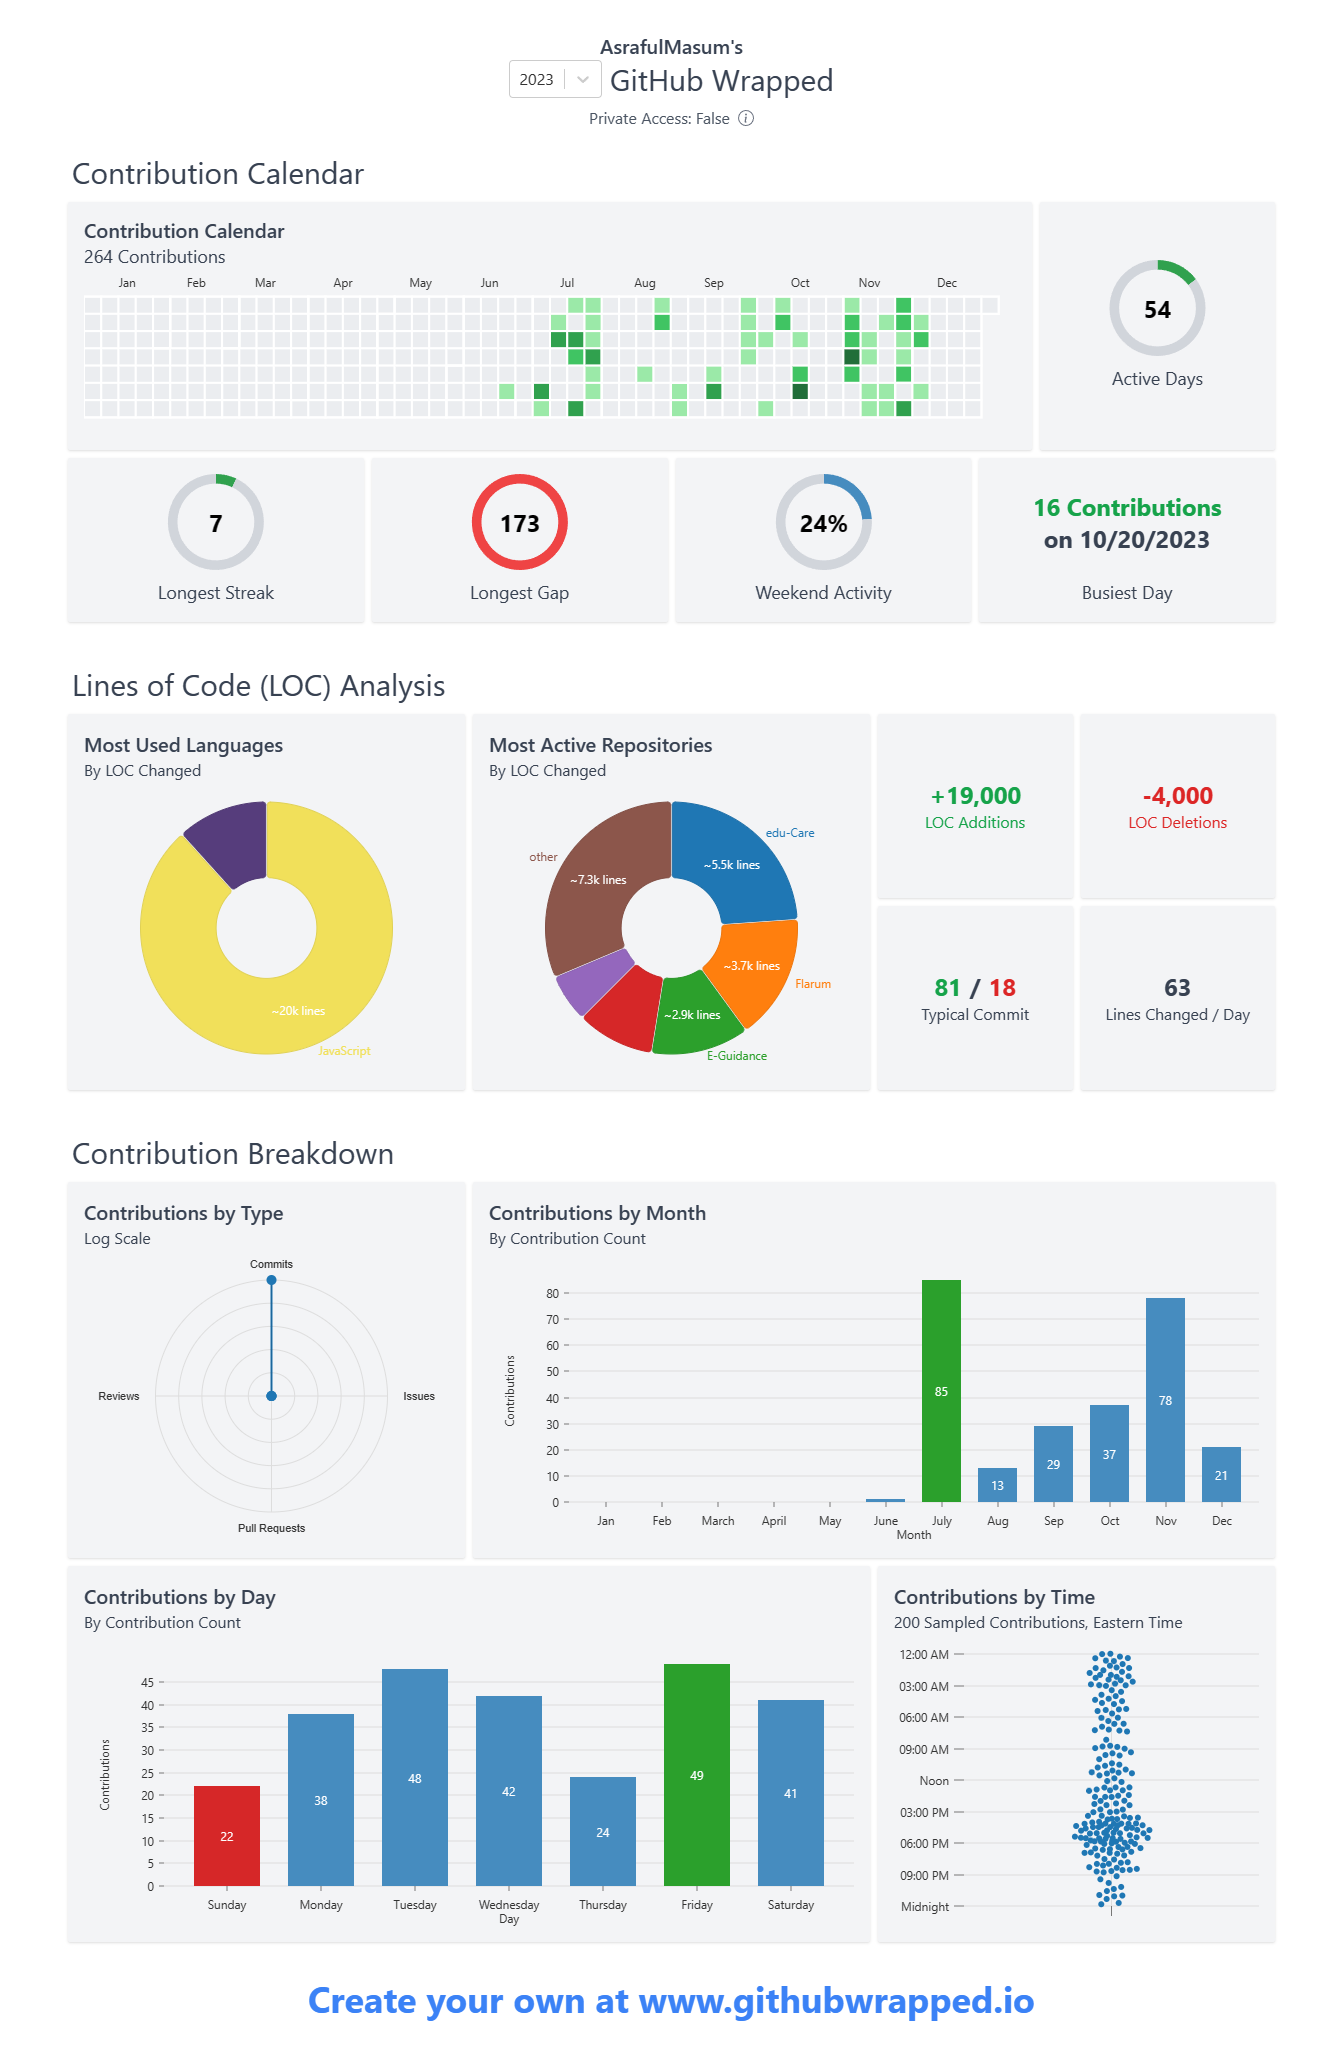 AsrafulMasum's
2023
GitHub Wrapped
Private Access: False
Contribution Calendar
Contribution Calendar
264 Contributions
Jan Feb Mar Apr May Jun Jul Aug Sep Oct Nov Dec
54
Active Days
7
Longest Streak
173
Longest Gap
24%
Weekend Activity
16 Contributions
on 10/20/2023
Busiest Day
Lines of Code (LOC) Analysis
Most Used Languages
By LOC Changed
~20k lines
JavaScript
Most Active Repositories
By LOC Changed
edu-Care
other
~5.5k lines
~7.3k lines
~3.7k lines
Flarum
~2.9k lines
E-Guidance
+19,000
LOC Additions
-4,000
LOC Deletions
81 / 18
Typical Commit
63
Lines Changed / Day
Contribution Breakdown
Contributions by Type
Log Scale
Commits
Reviews
Issues
Pull Requests
Contributions by Month
By Contribution Count
80
70
60
50
40
30
20
10
0
Contributions
85
13
29
37
78
21
Jan Feb March April May June July Aug Sep Oct Nov Dec
Month
Contributions by Day
By Contribution Count
45
40
35
30
25
20
15
10
5
0
Contributions
22
38
48
42
24
49
41
Sunday Monday Tuesday Wednesday Thursday Friday Saturday
Day
Contributions by Time
200 Sampled Contributions, Eastern Time
12:00 AM
03:00 AM
06:00 AM
09:00 AM
Noon
03:00 PM
06:00 PM
09:00 PM
Midnight
Create your own at www.githubwrapped.io